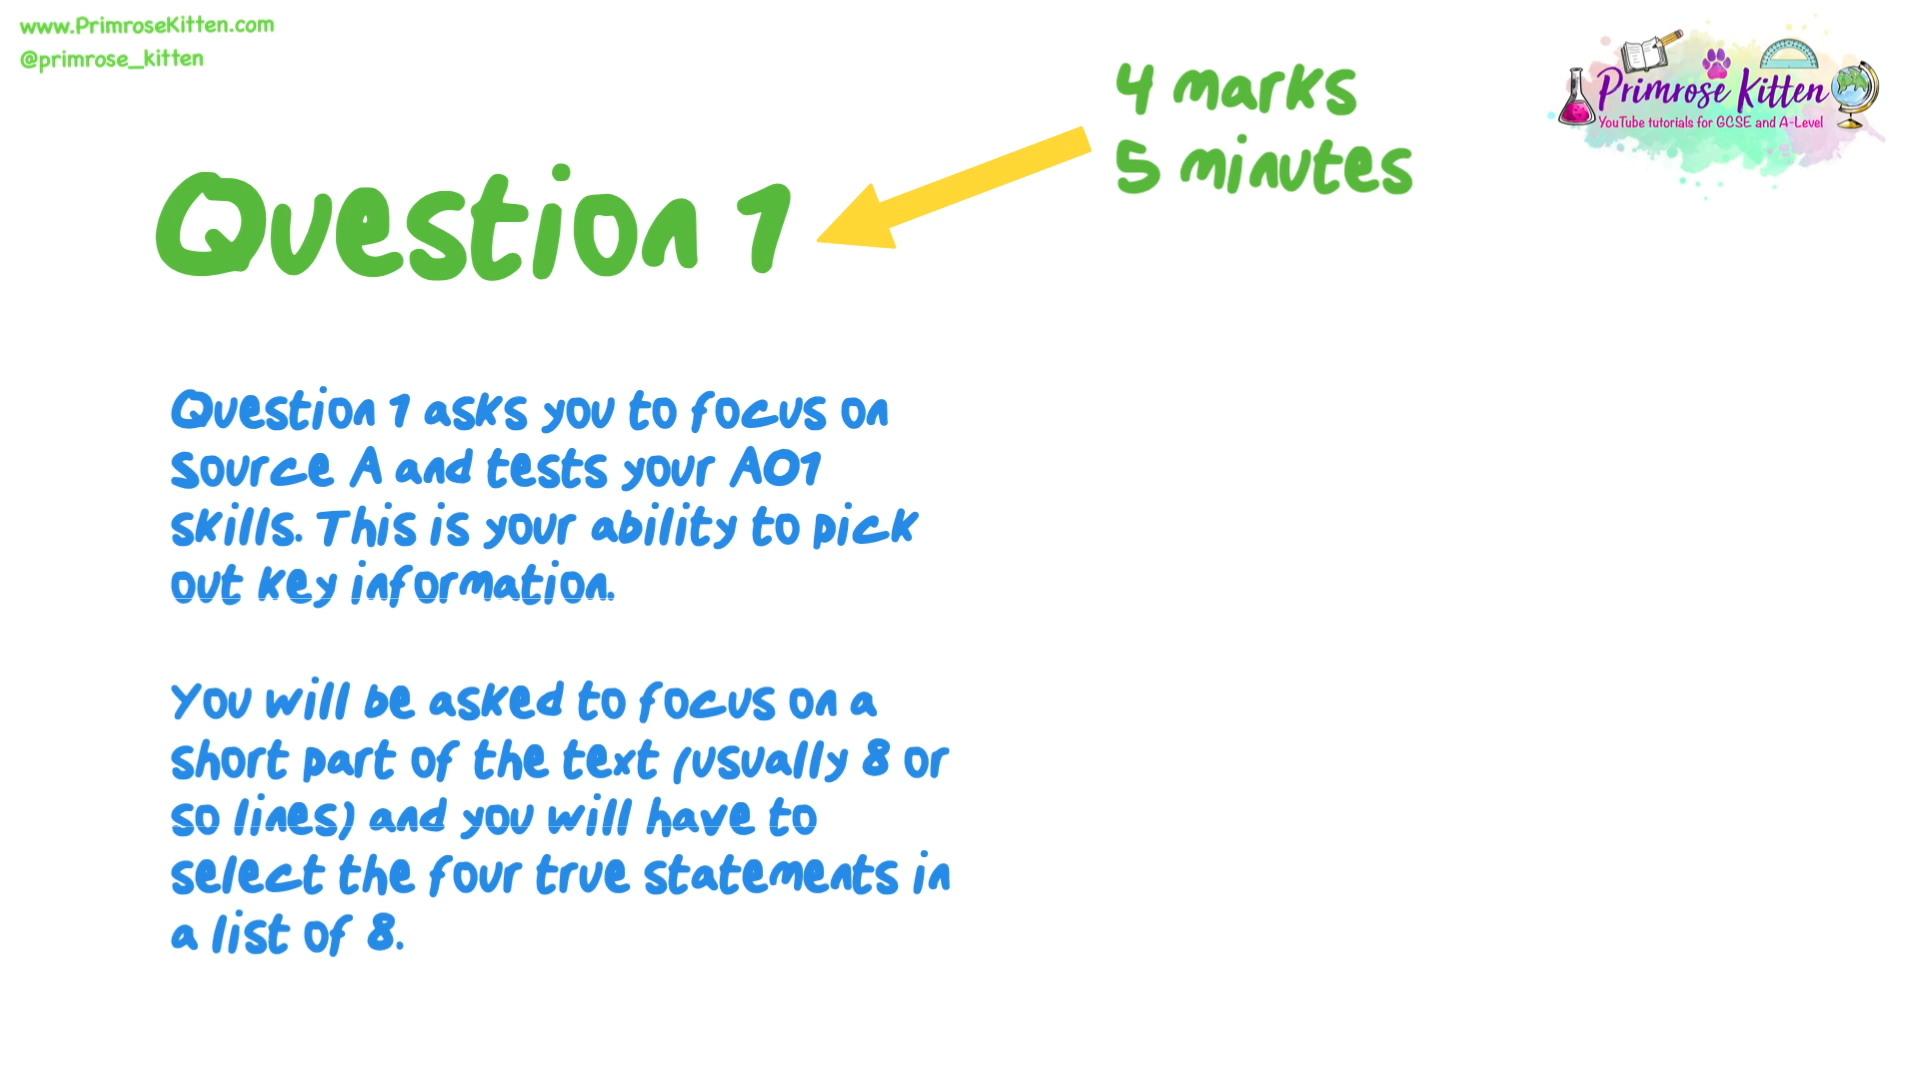 www.PrimroseKitten.com
@primrose_kitten
4 marks
5 minutes
Primrose Kitten
YouTube tutorials for GCSE and A-Level
Question 1
Question 1 asks you to focus on
source A and tests your AO1
skills. This is your ability to pick
out key information.
You will be asked to focus on a
short part of the text (usually 8 or
so lines) and you will have to
select the four true statements in
a list of 8.